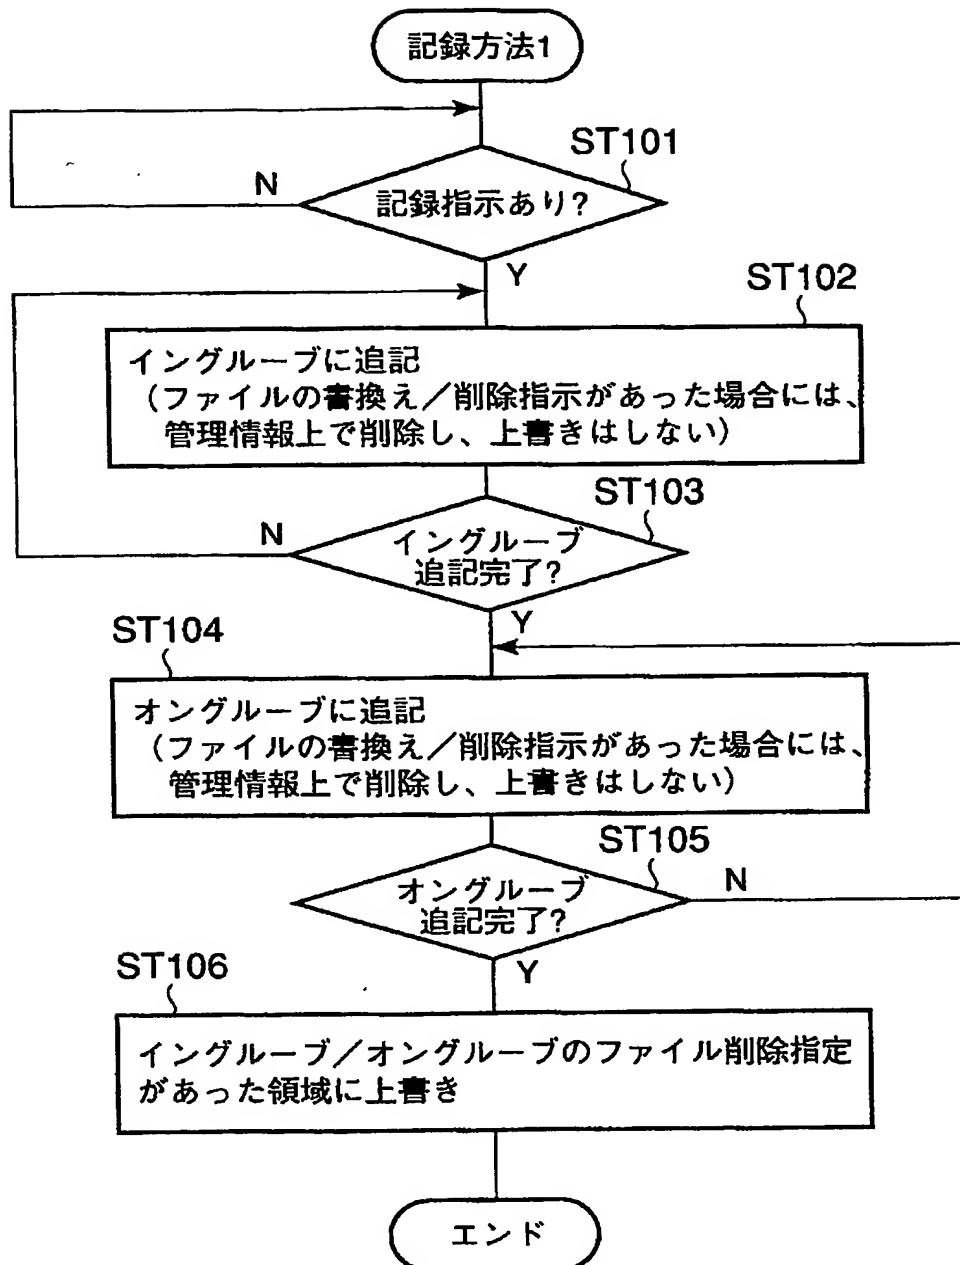 記録方法1
ST101
記録指示あり?
N
Y
ST102
イングルーブに追記
(ファイルの書換え/削除指示があった場合には、
管理情報上で削除し、上書きはしない)
ST103
イングルーブ
追記完了?
N
Y
ST104
オングルーブに追記
(ファイルの書換え/削除指示があった場合には、
管理情報上で削除し、上書きはしない)
ST105
オングルーブ
追記完了?
N
Y
ST106
イングルーブ/オングルーブのファイル削除指定
があった領域に上書き
エンド